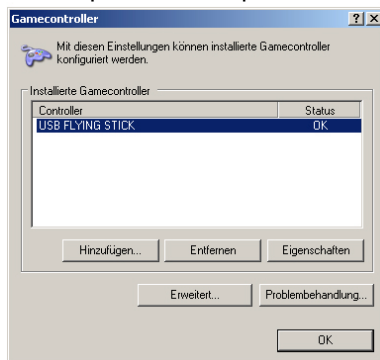 Gamecontroller
Mit diesen Einstellungen können installierte Gamecontroller
konfiguriert werden.
Installierte Gamecontroller
Controller Status
USB FLYING STICK OK
Hinzufügen... Entfernen Eigenschaften
Erweitert... Problembehandlung...
OK